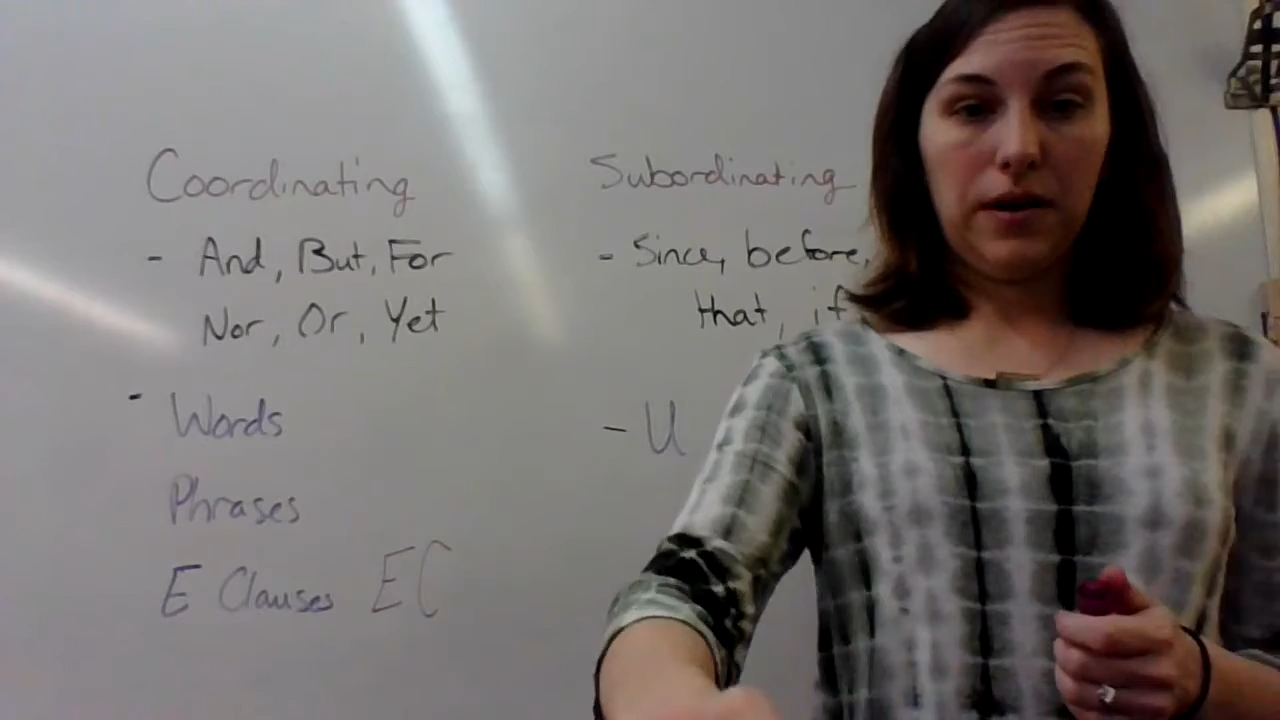 Coordinating
- And, But, For
Nor, Or, Yet
- Words
Phrases
E Clauses EC
Subordinating
- Since, before,
that, if
- U